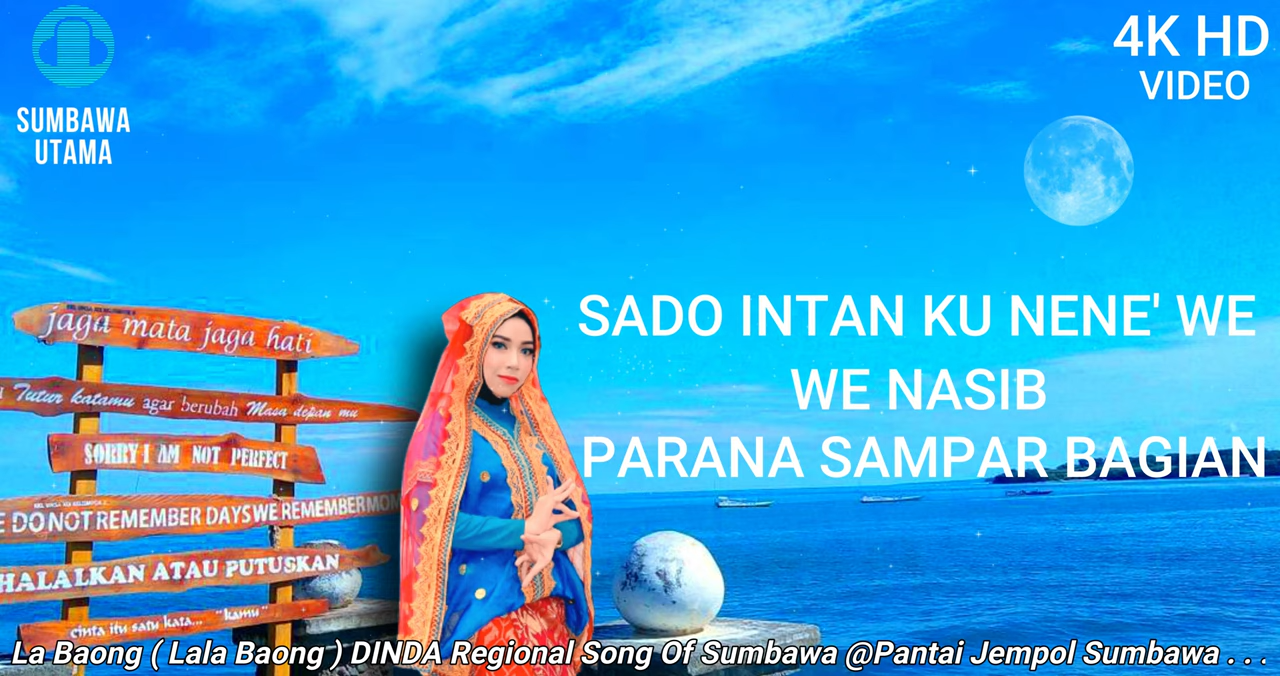 SUMBAWA
UTAMA
4K HD
VIDEO
SADO INTAN KU NENE' WE
WE NASIB
PARANA SAMPAR BAGIAN
jaga mata jaga hati
Tutur katamu agar berubah Masa depan mu
SORRY I AM NOT PERFECT
DO NOT REMEMBER DAYS WE REMEMBER
HALALKAN ATAU PUTUSKAN
cinta itu satu kata... "kamu"
La Baong ( Lala Baong ) DINDA Regional Song Of Sumbawa @Pantai Jempol Sumbawa . . .